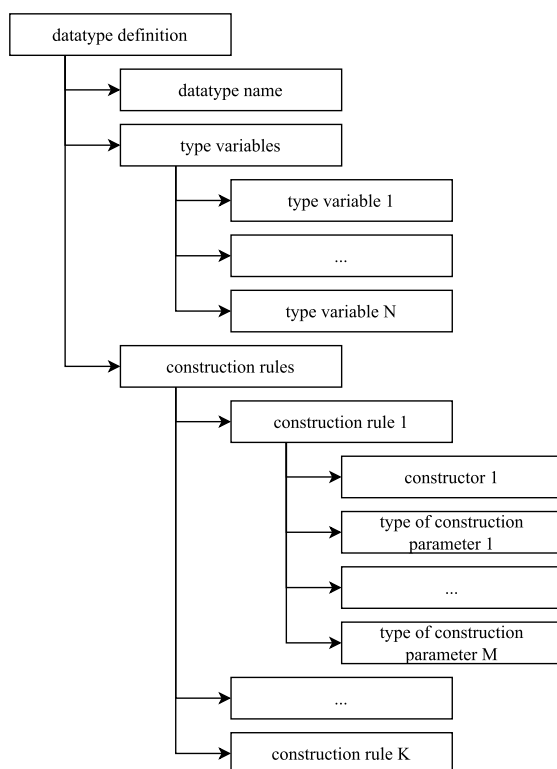 datatype definition
datatype name
type variables
type variable 1
...
type variable N
construction rules
construction rule 1
constructor 1
type of construction
parameter 1
...
type of construction
parameter M
...
construction rule K